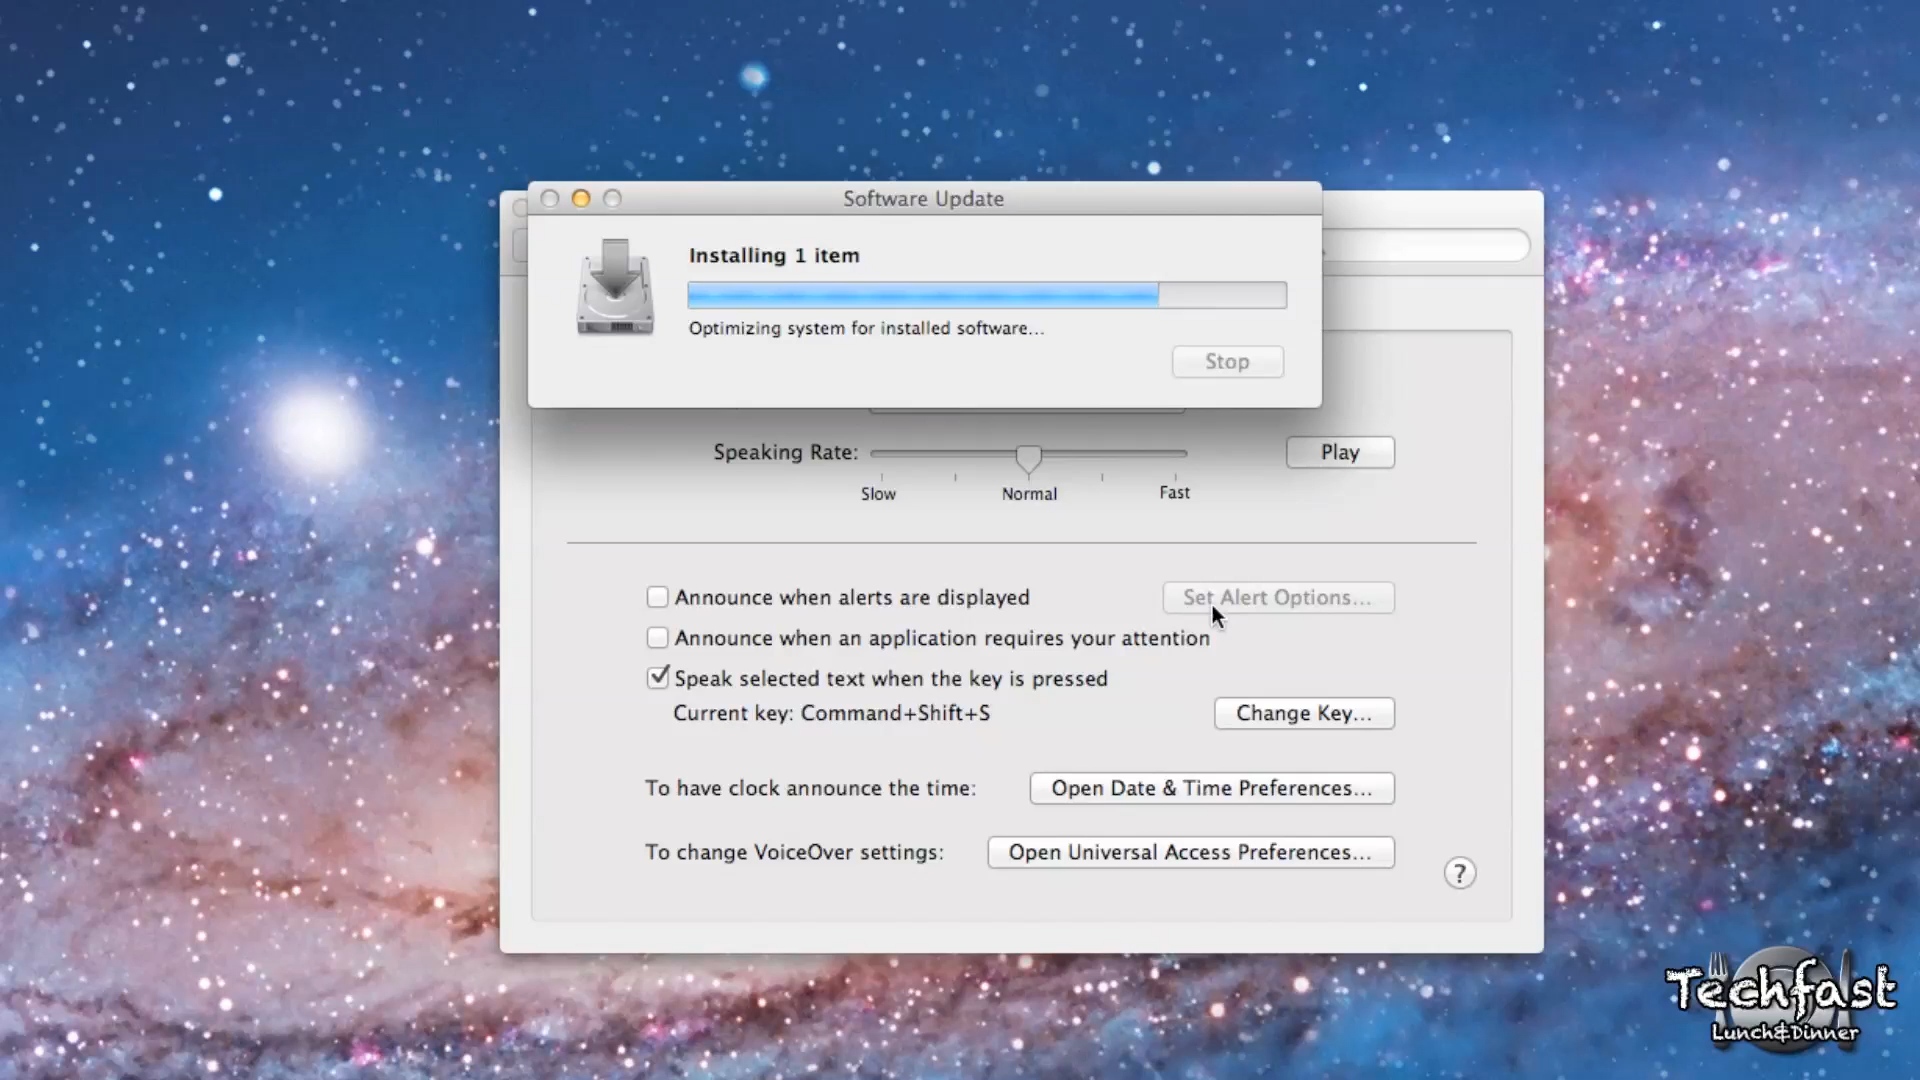 Software Update
Installing 1 item
Optimizing system for installed software...
Stop
Speaking Rate:
Play
Slow
Normal
Fast
Announce when alerts are displayed
Set Alert Options...
Announce when an application requires your attention
Speak selected text when the key is pressed
Current key: Command+Shift+S
Change Key...
To have clock announce the time:
Open Date & Time Preferences...
To change VoiceOver settings:
Open Universal Access Preferences...
?
Techfast
Lunch&Dinner